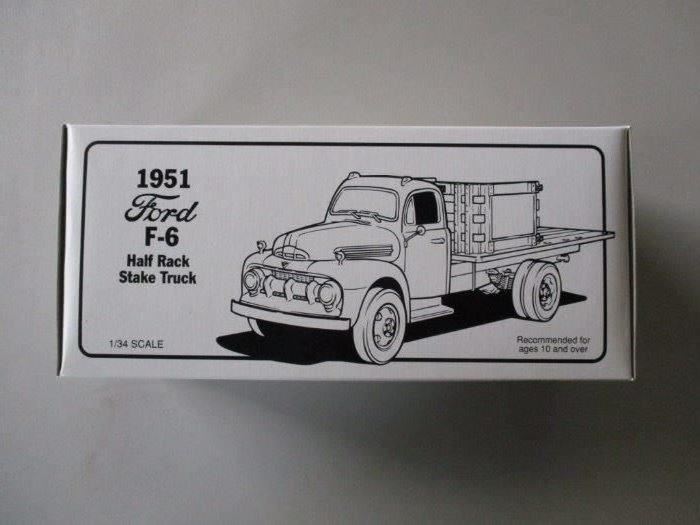 1951
Ford
F-6
Half Rack
Stake Truck
1/34 SCALE
Recommended for
ages 10 and over